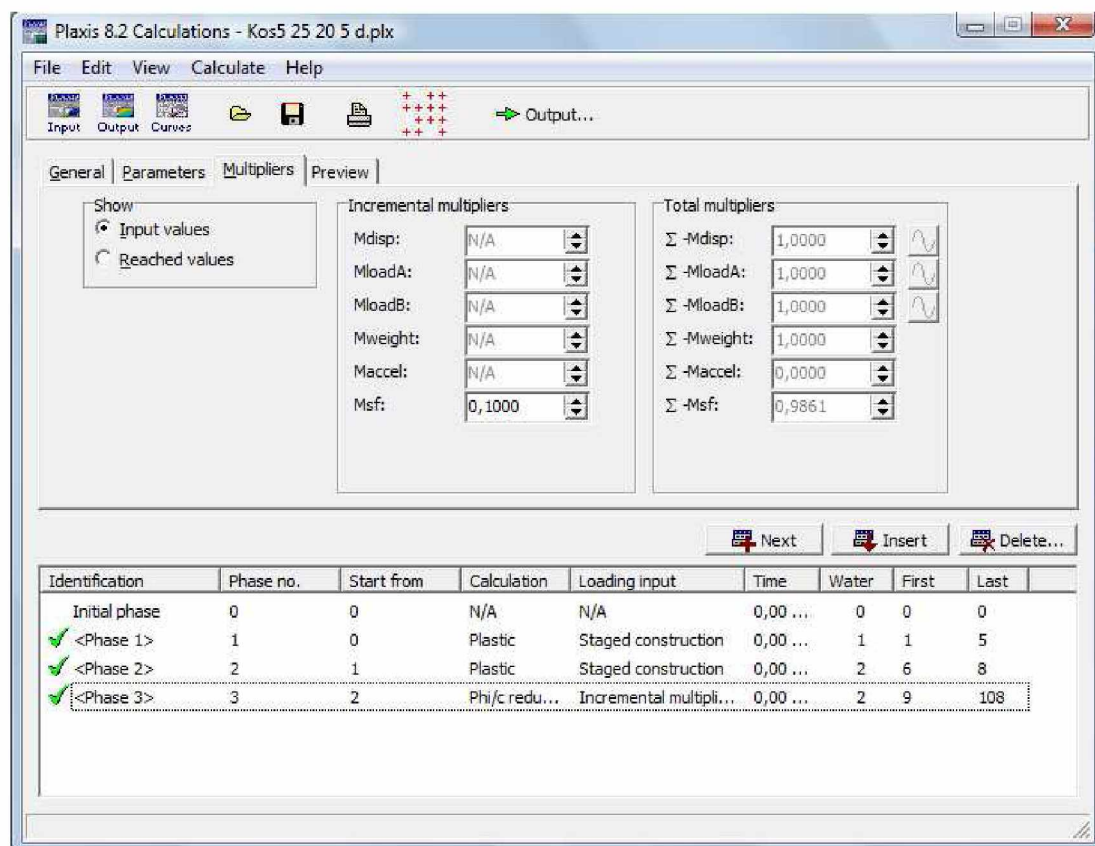 Plaxis 8.2 Calculations - Kos5 25 20 5 d.plx
File Edit View Calculate Help
Input Output Curves Output...
General Parameters Multipliers Preview
Show
Input values
Reached values
Incremental multipliers
Mdisp: N/A
MloadA: N/A
MloadB: N/A
Mweight: N/A
Maccel: N/A
Msf: 0,1000
Total multipliers
Σ -Mdisp: 1,0000
Σ -MloadA: 1,0000
Σ -MloadB: 1,0000
Σ -Mweight: 1,0000
Σ -Maccel: 0,0000
Σ -Msf: 0,9861
Next Insert Delete...
Identification Phase no. Start from Calculation Loading input Time Water First Last
Initial phase 0 0 N/A N/A 0,00 ... 0 0 0
<Phase 1> 1 0 Plastic Staged construction 0,00 ... 1 1 5
<Phase 2> 2 1 Plastic Staged construction 0,00 ... 2 6 8
<Phase 3> 3 2 Phi/c redu... Incremental multipli... 0,00 ... 2 9 108